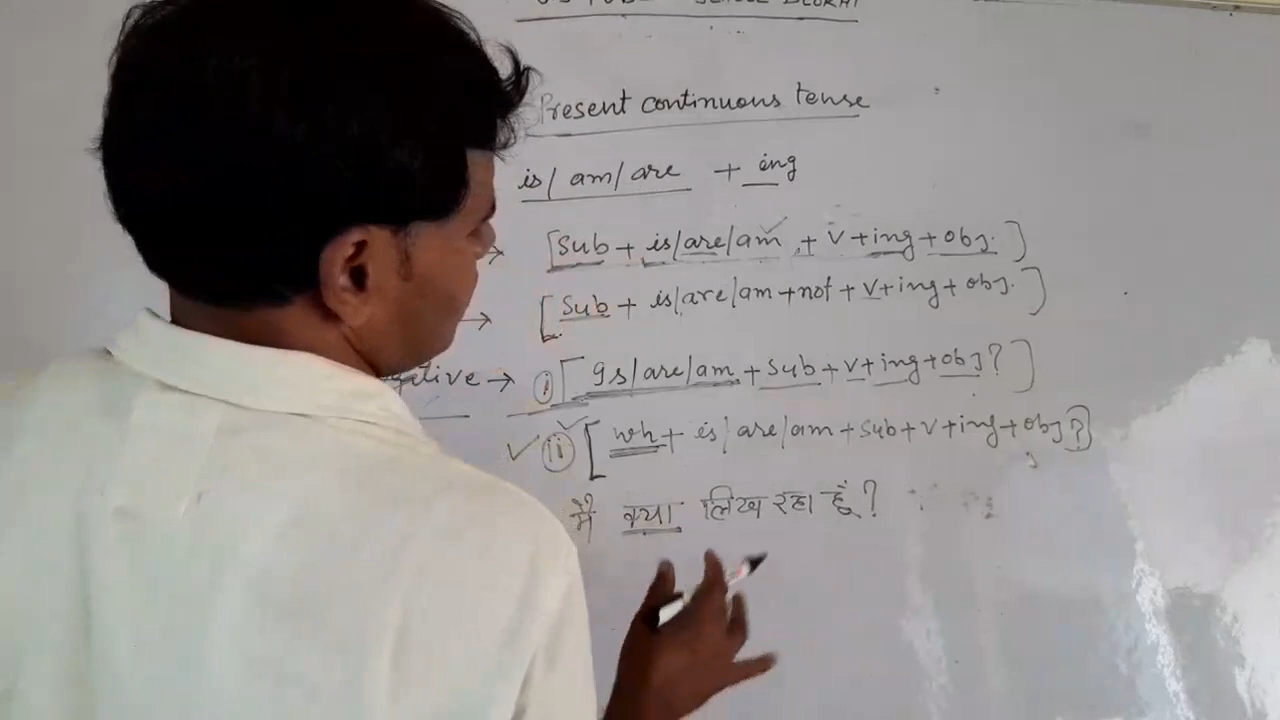 Present continuous tense
is/ am/ are + ing
→ [Sub + is/are/am + V+ing+obj.]
→ [Sub + is/are/am+not+V+ing+obj.]
gative → i) [Is/are/am+Sub+V+ing+obj?]
✓ ii) [wh+ is/are/am+Sub+V+ing+obj?]
मैं क्या लिख रहा हूँ?